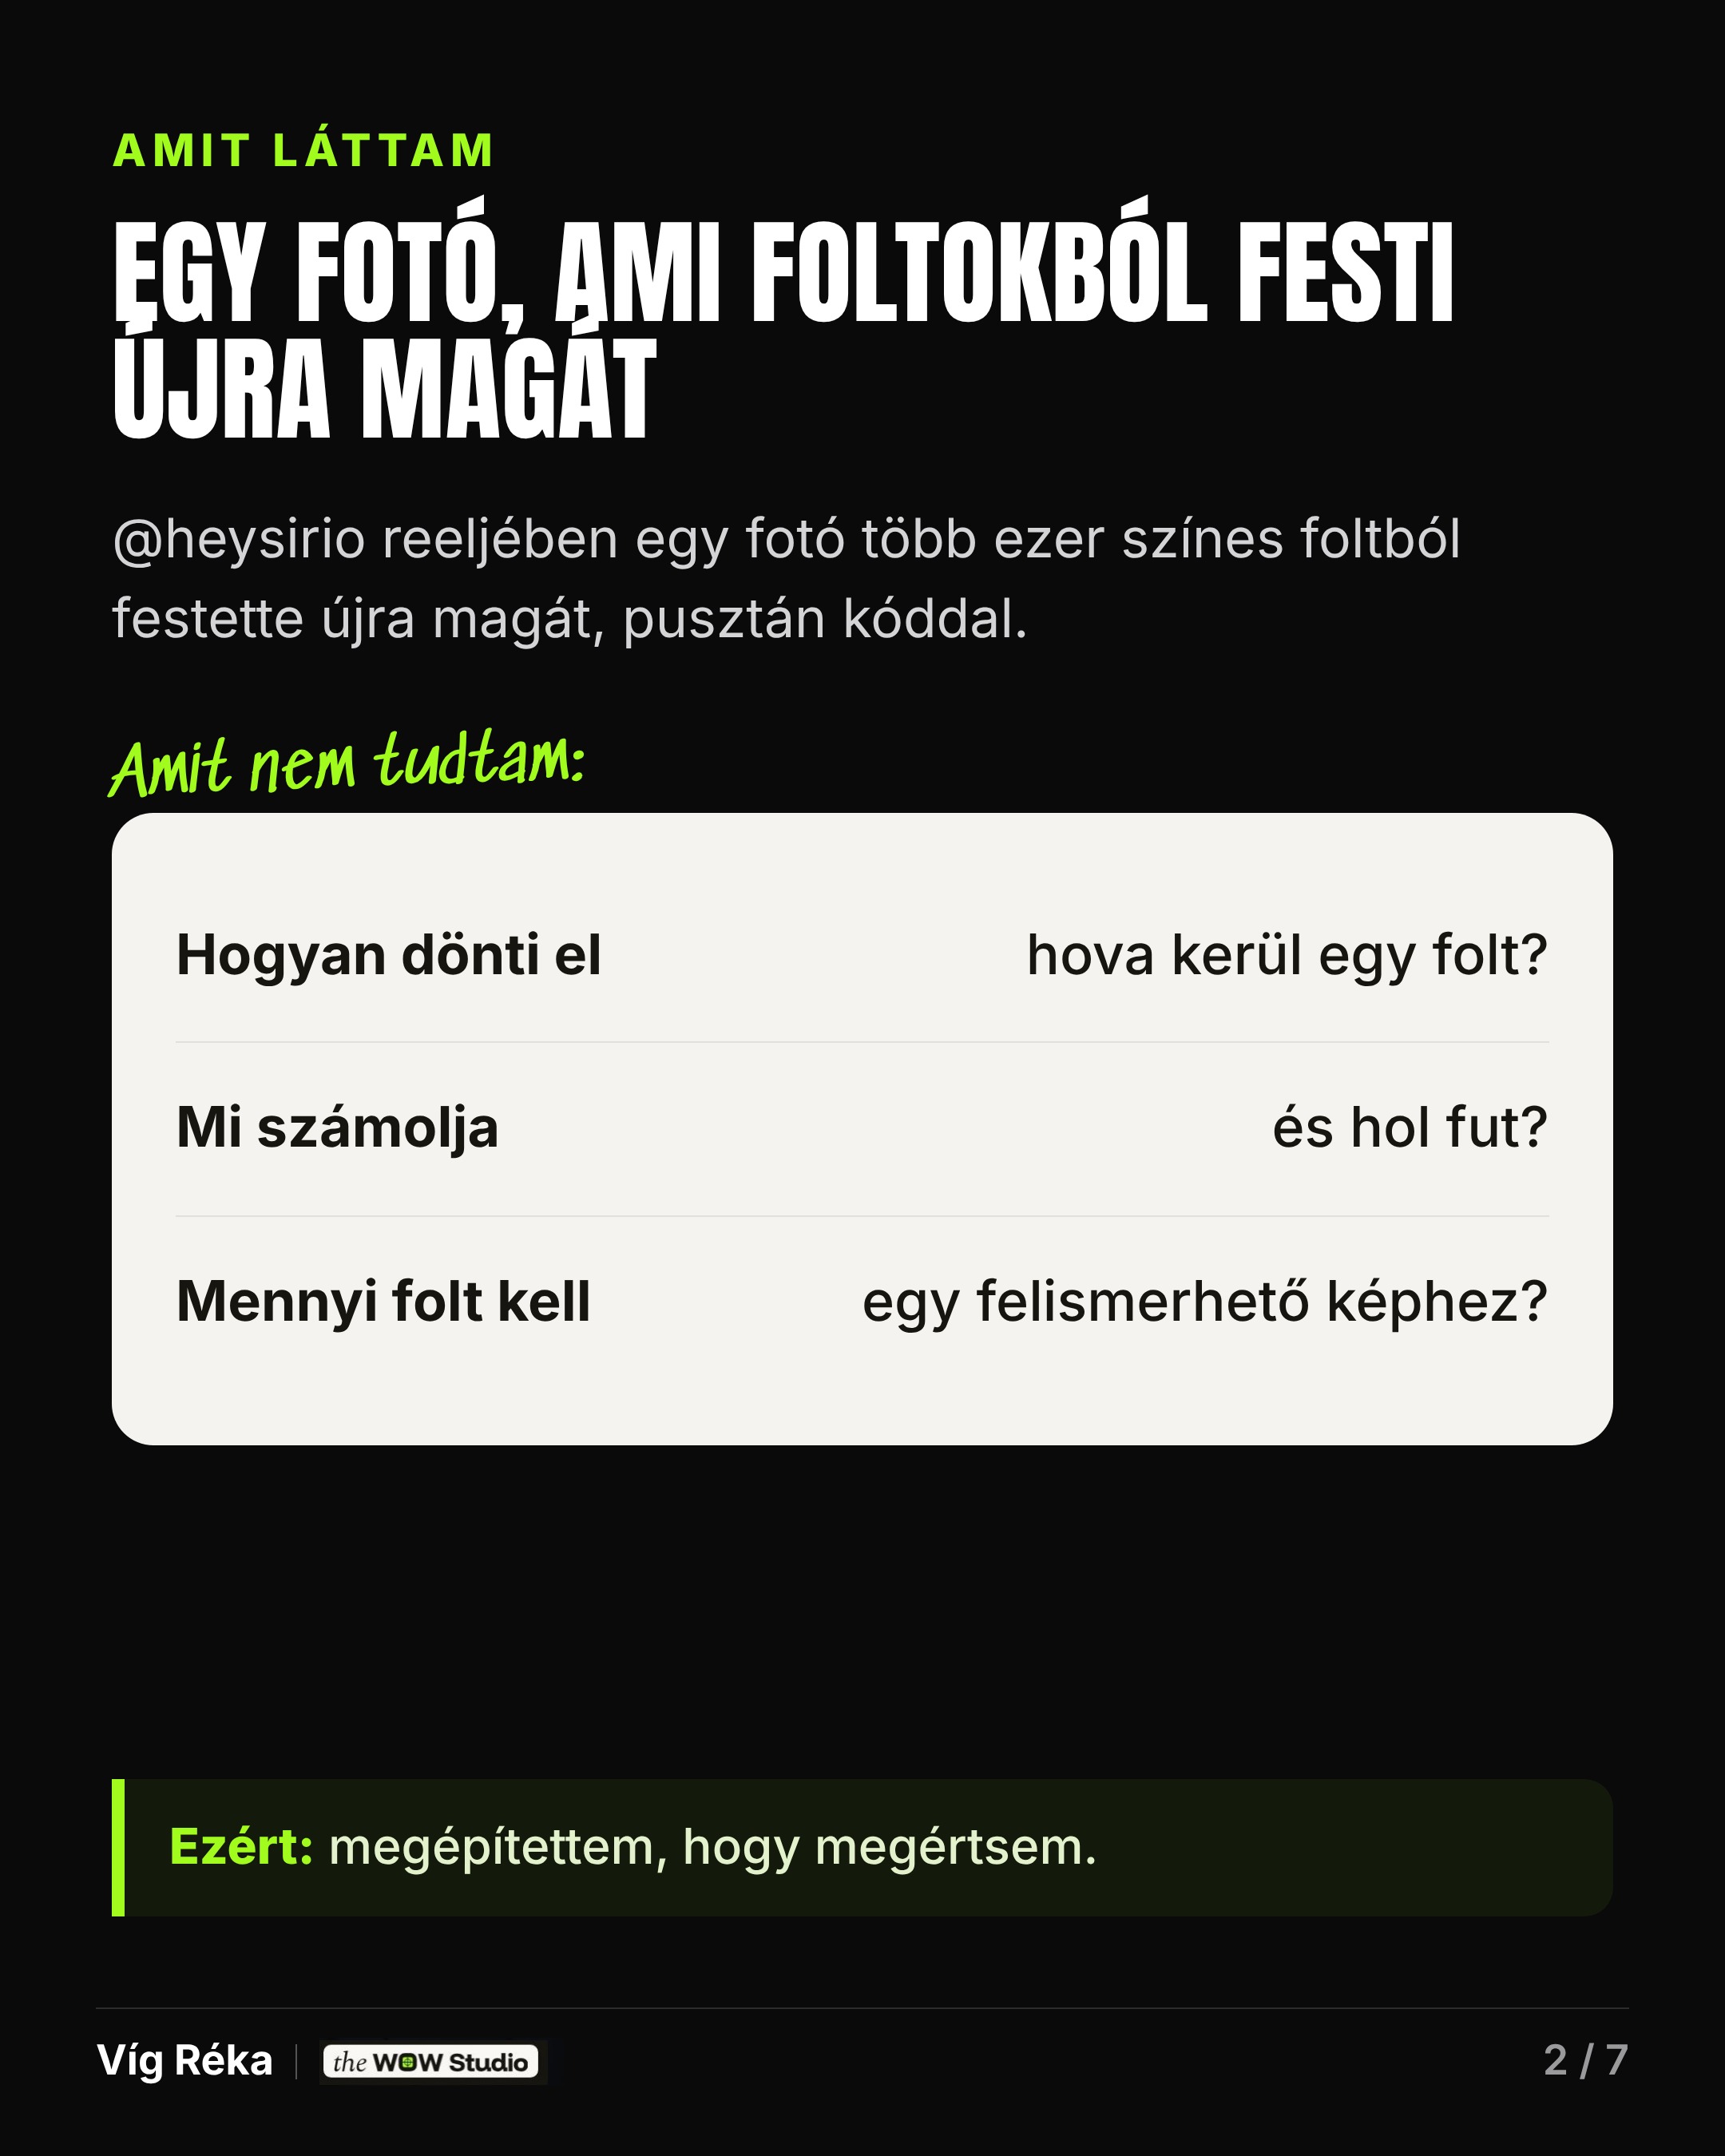 AMIT LÁTTAM
EGY FOTÓ, AMI FOLTOKBÓL FESTI
ÚJRA MAGÁT
@heysirio reeljében egy fotó több ezer színes foltból
festette újra magát, pusztán kóddal.
Amit nem tudtam:
Hogyan dönti el hova kerül egy folt?
Mi számolja és hol fut?
Mennyi folt kell egy felismerhető képhez?
Ezért: megépítettem, hogy megértsem.
Víg Réka | the WOW Studio 2 / 7